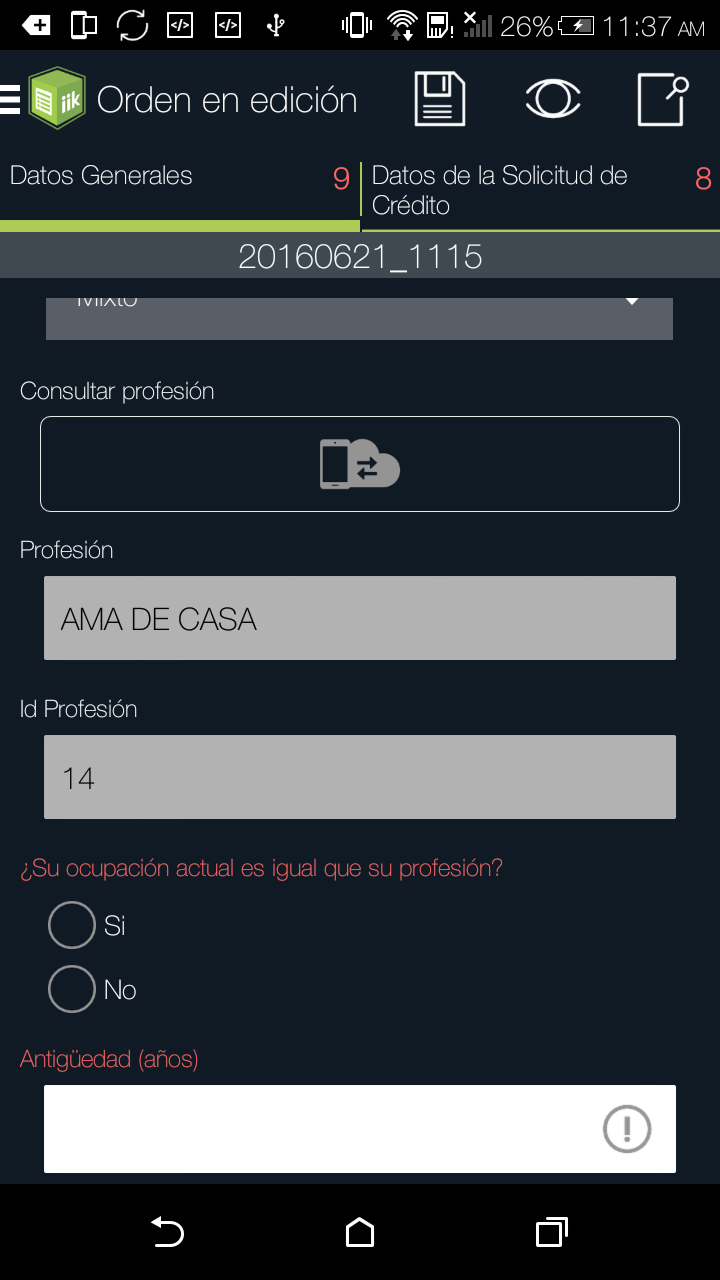 26% 11:37 AM
iik Orden en edición
Datos Generales 9
Datos de la Solicitud de 8
Crédito
20160621_1115
Mixto
Consultar profesión
Profesión
AMA DE CASA
Id Profesión
14
¿Su ocupación actual es igual que su profesión?
Si
No
Antigüedad (años)